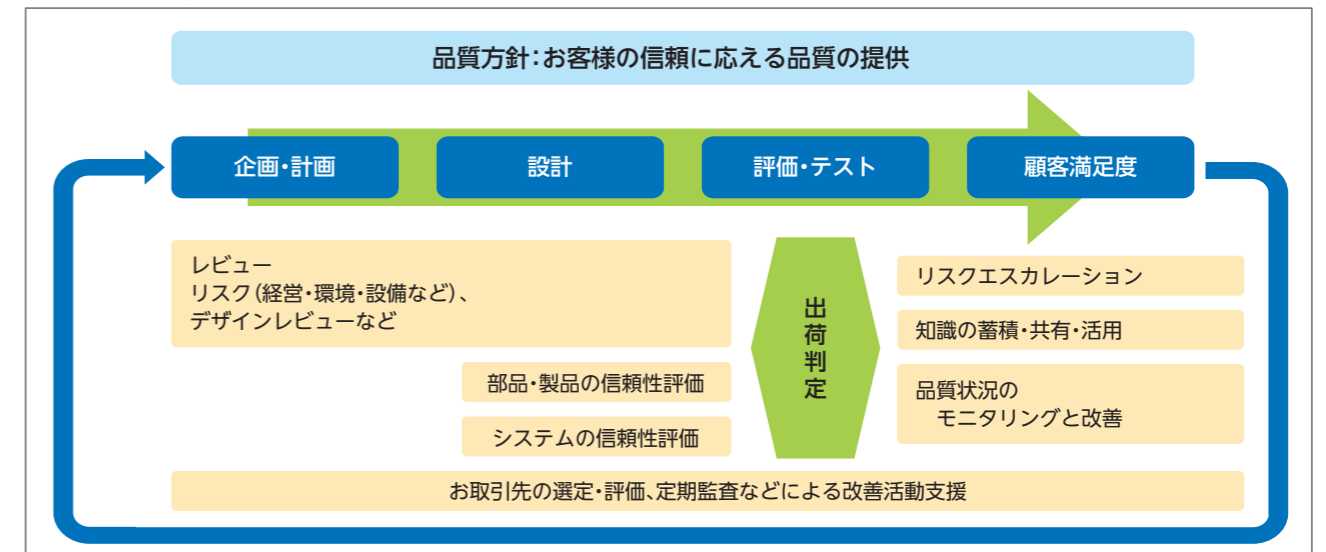 品質方針:お客様の信頼に応える品質の提供
企画・計画
設計
評価・テスト
顧客満足度
レビュー
リスク(経営・環境・設備など)、
デザインレビューなど
部品・製品の信頼性評価
システムの信頼性評価
出荷判定
リスクエスカレーション
知識の蓄積・共有・活用
品質状況の
モニタリングと改善
お取引先の選定・評価、定期監査などによる改善活動支援